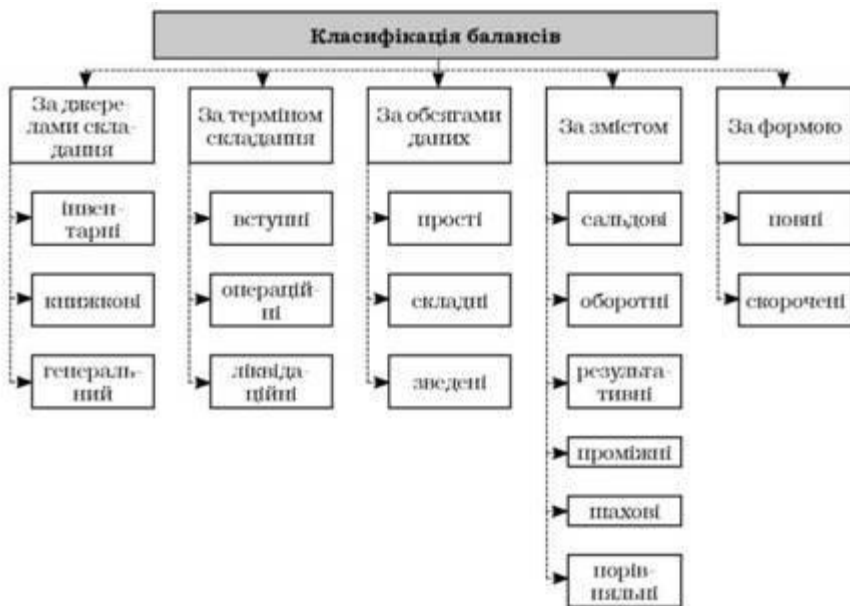 Класифікація балансів
За джере-
лами скла-
дання
За терміном
складання
За обсягами
даних
За змістом
За формою
інвен-
тарні
вступні
прості
сальдові
повні
книжкові
операцій-
ні
складні
оборотні
скорочені
генераль-
ний
ліквіда-
ційні
зведені
результа-
тивні
проміжні
шахові
порів-
няльні